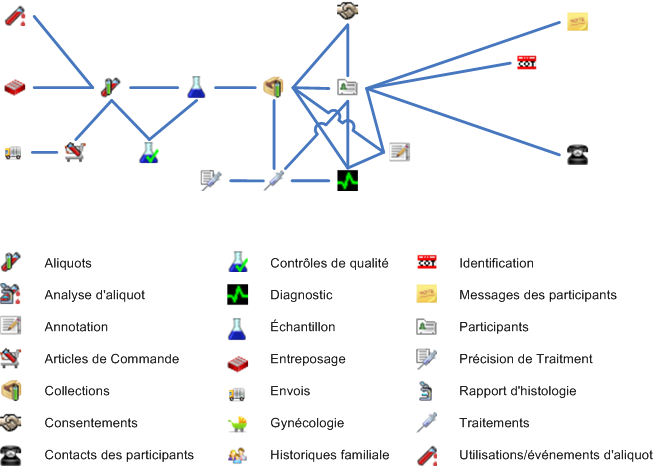 Aliquots
Contrôles de qualité
Identification
Analyse d'aliquot
Diagnostic
Messages des participants
Annotation
Échantillon
Participants
Articles de Commande
Entreposage
Précision de Traitment
Collections
Envois
Rapport d'histologie
Consentements
Gynécologie
Traitements
Contacts des participants
Historiques familiale
Utilisations/événements d'aliquot